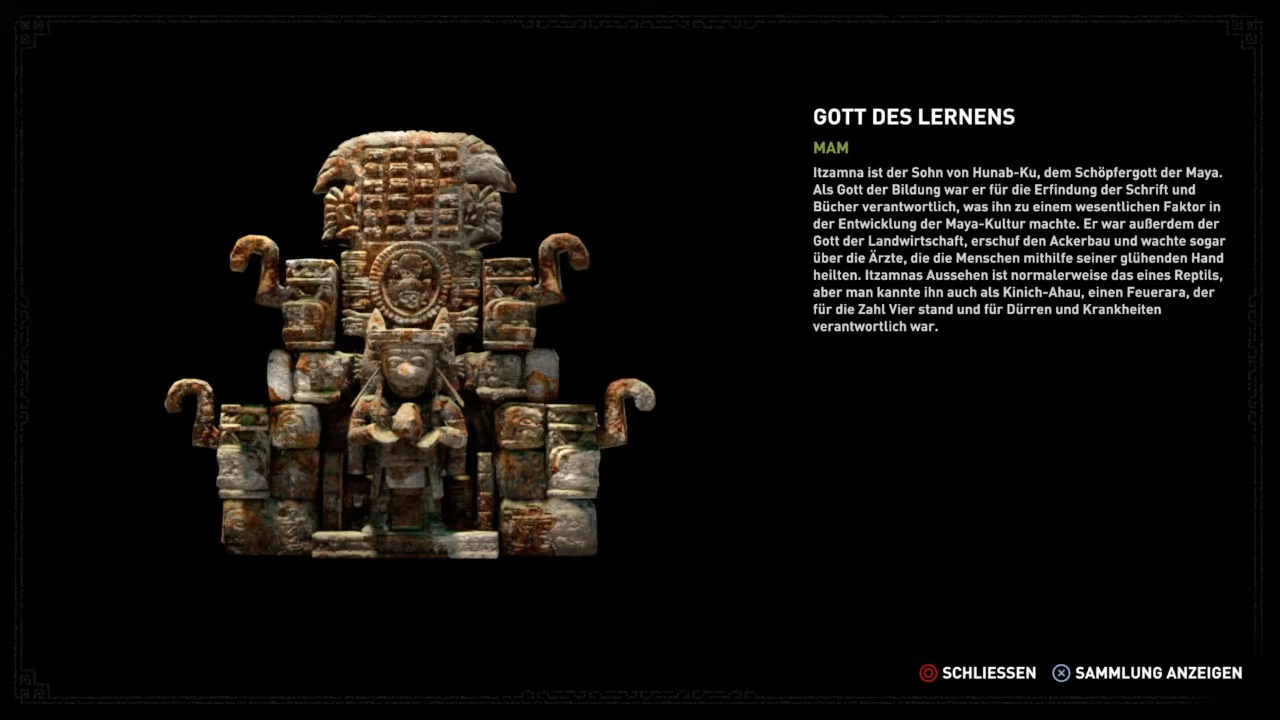 GOTT DES LERNENS
MAM
Itzamna ist der Sohn von Hunab-Ku, dem Schöpfergott der Maya.
Als Gott der Bildung war er für die Erfindung der Schrift und
Bücher verantwortlich, was ihn zu einem wesentlichen Faktor in
der Entwicklung der Maya-Kultur machte. Er war außerdem der
Gott der Landwirtschaft, erschuf den Ackerbau und wachte sogar
über die Ärzte, die die Menschen mithilfe seiner glühenden Hand
heilten. Itzamnas Aussehen ist normalerweise das eines Reptils,
aber man kannte ihn auch als Kinich-Ahau, einen Feuerara, der
für die Zahl Vier stand und für Dürren und Krankheiten
verantwortlich war.
SCHLIESSEN SAMMLUNG ANZEIGEN